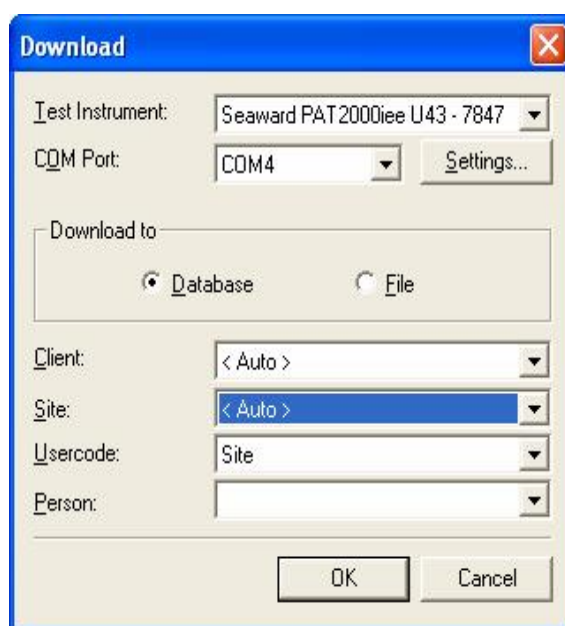 Download
Test Instrument: Seaward PAT2000iee U43 - 7847
COM Port: COM4 Settings...
Download to
Database File
Client: < Auto >
Site: < Auto >
Usercode: Site
Person:
OK Cancel